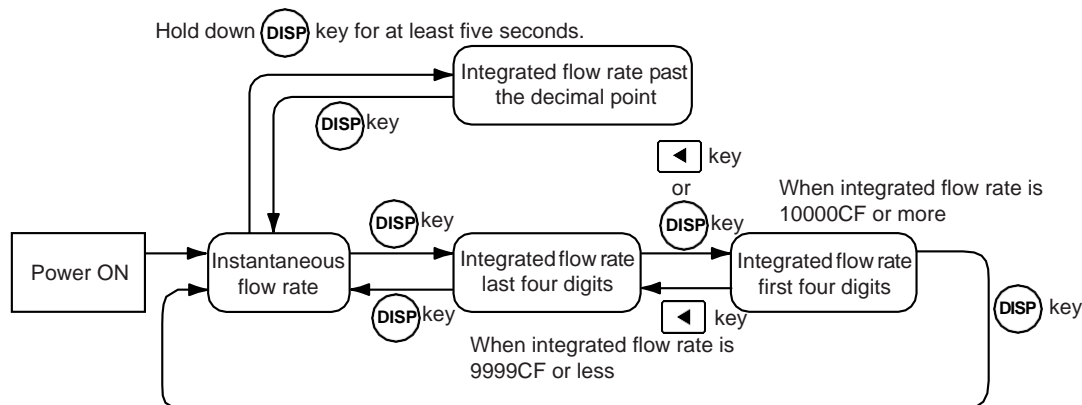 Hold down DISP key for at least five seconds.
Integrated flow rate past
the decimal point
DISP key
◄ key
or
DISP key
When integrated flow rate is
10000CF or more
DISP key
Power ON
Instantaneous
flow rate
Integrated flow rate
last four digits
Integrated flow rate
first four digits
DISP key
◄ key
DISP key
When integrated flow rate is
9999CF or less